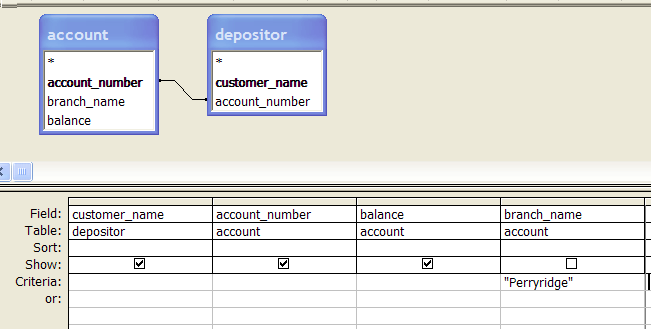 account depositor
* *
account_number customer_name
branch_name account_number
balance
Field: customer_name account_number balance branch_name
Table: depositor account account account
Sort:
Show:
Criteria: "Perryridge"
or: